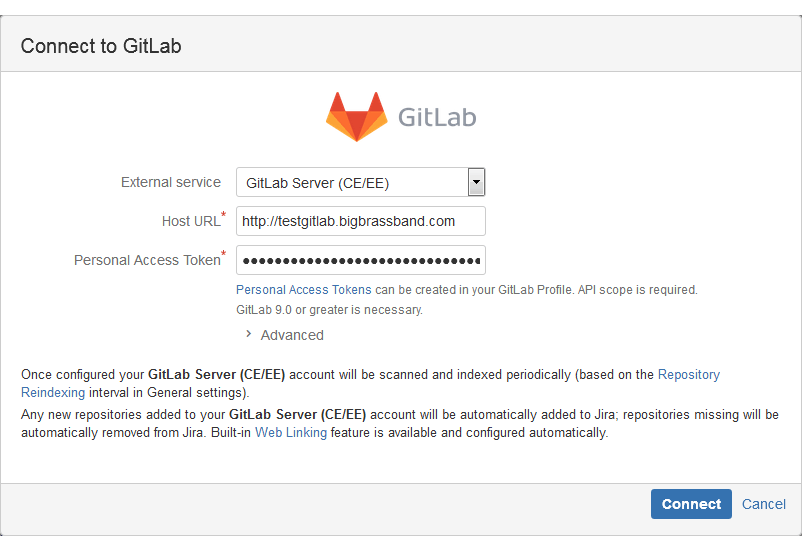 Connect to GitLab
GitLab
External service GitLab Server (CE/EE)
Host URL* http://testgitlab.bigbrassband.com
Personal Access Token* ••••••••••••••••••••••••••••••
Personal Access Tokens can be created in your GitLab Profile. API scope is required.
GitLab 9.0 or greater is necessary.
Advanced
Once configured your GitLab Server (CE/EE) account will be scanned and indexed periodically (based on the Repository
Reindexing interval in General settings).
Any new repositories added to your GitLab Server (CE/EE) account will be automatically added to Jira; repositories missing will be
automatically removed from Jira. Built-in Web Linking feature is available and configured automatically.
Connect Cancel